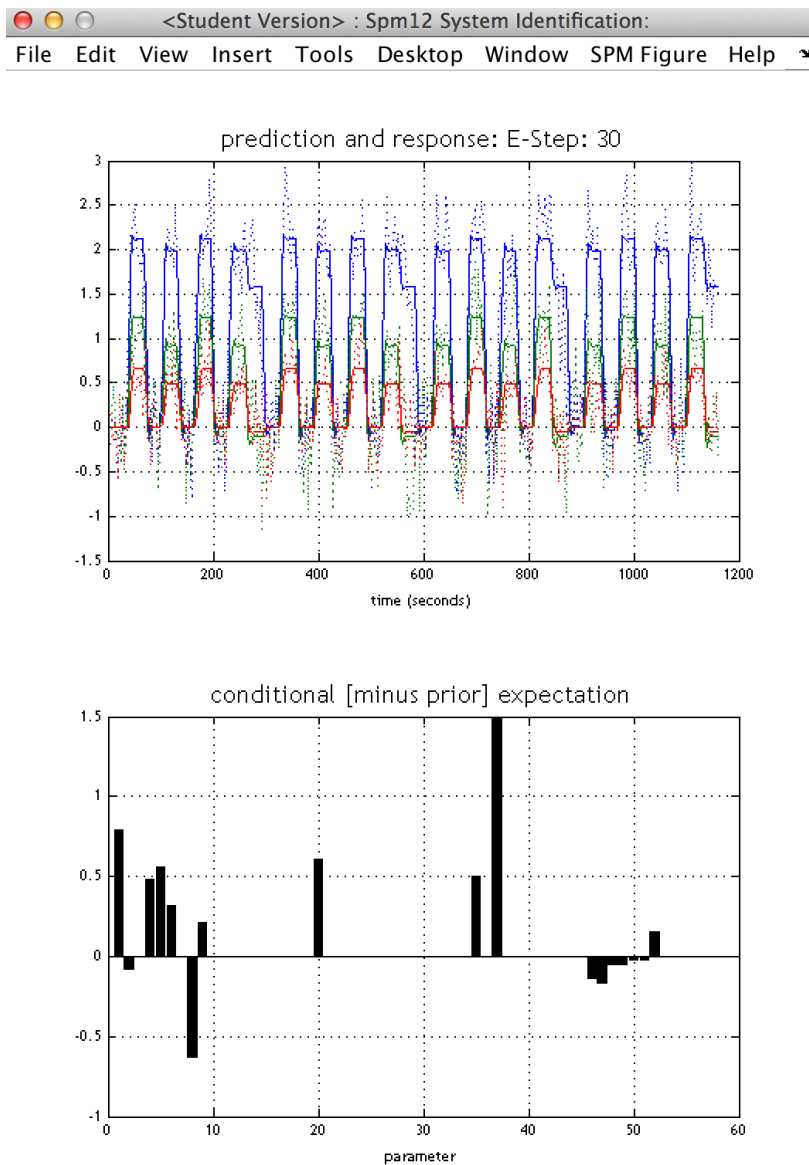 <Student Version> : Spm12 System Identification:
File Edit View Insert Tools Desktop Window SPM Figure Help
prediction and response: E-Step: 30
3
2.5
2
1.5
1
0.5
0
-0.5
-1
-1.5
0 200 400 600 800 1000 1200
time (seconds)
conditional [minus prior] expectation
1.5
1
0.5
0
-0.5
-1
0 10 20 30 40 50 60
parameter